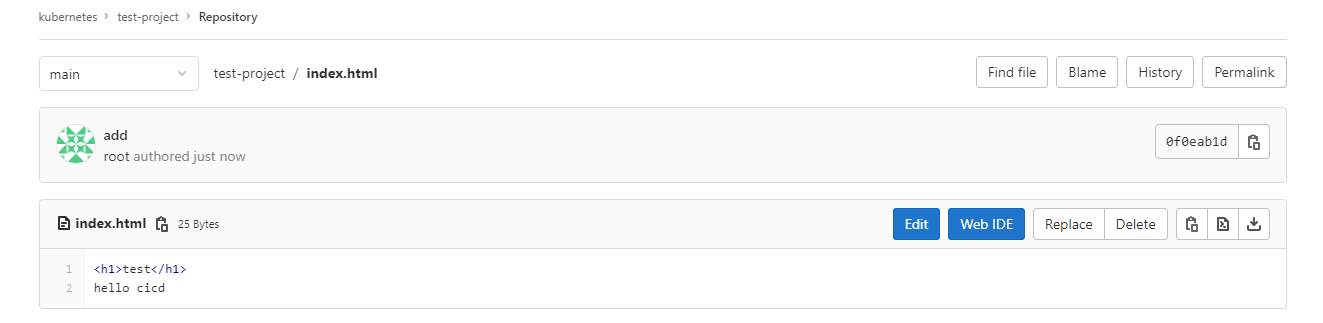 kubernetes > test-project > Repository
main
test-project / index.html
Find file
Blame
History
Permalink
add
root authored just now
0f0eab1d
index.html 25 Bytes
Edit
Web IDE
Replace
Delete
1 <h1>test</h1>
2 hello cicd